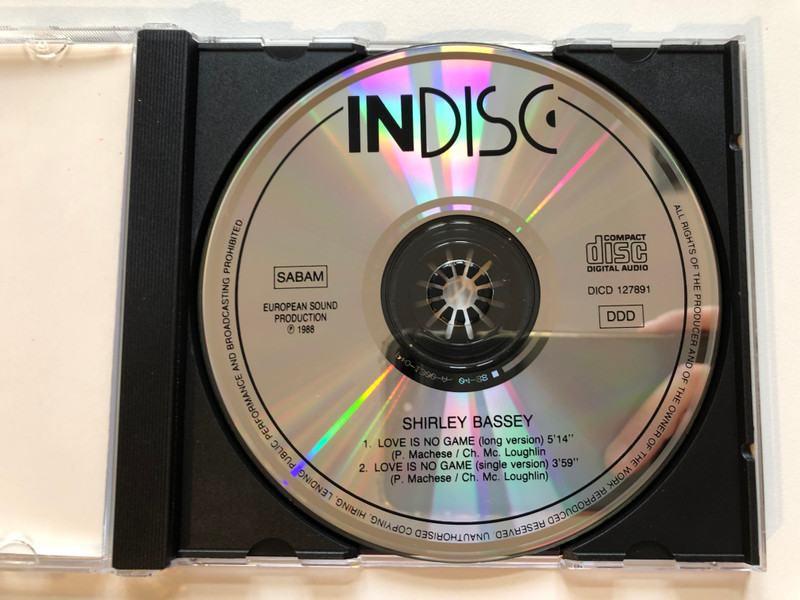 INDISC
COMPACT
disc
DIGITAL AUDIO
SABAM
DICD 127891
EUROPEAN SOUND
PRODUCTION
℗ 1988
DDD
SHIRLEY BASSEY
1. LOVE IS NO GAME (long version) 5'14''
(P. Machese / Ch. Mc. Loughlin
2. LOVE IS NO GAME (single version) 3'59''
(P. Machese / Ch. Mc. Loughlin)
ALL RIGHTS OF THE PRODUCER AND OF THE OWNER OF THE WORK REPRODUCED RESERVED. UNAUTHORISED COPYING, HIRING, LENDING, PUBLIC PERFORMANCE AND BROADCASTING PROHIBITED